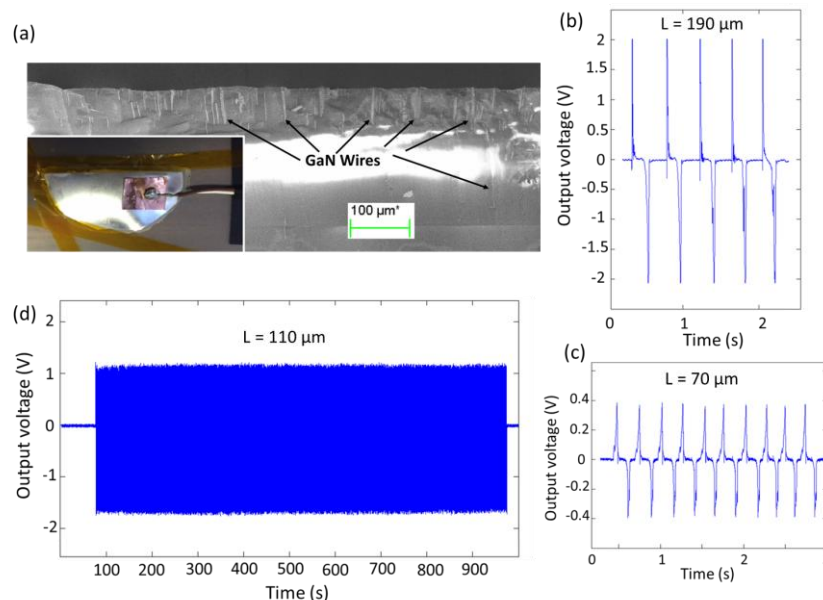 (a)
GaN Wires
100 µm*
(b)
L = 190 µm
2
1.5
1
0.5
0
-0.5
-1
-1.5
-2
Output voltage (V)
0 1 2
Time (s)
(d)
L = 110 µm
2
1
0
-1
-2
Output voltage (V)
100 200 300 400 500 600 700 800 900
Time (s)
(c)
L = 70 µm
0.4
0.2
0
-0.2
-0.4
Output voltage (V)
0 1 2 3
Time (s)